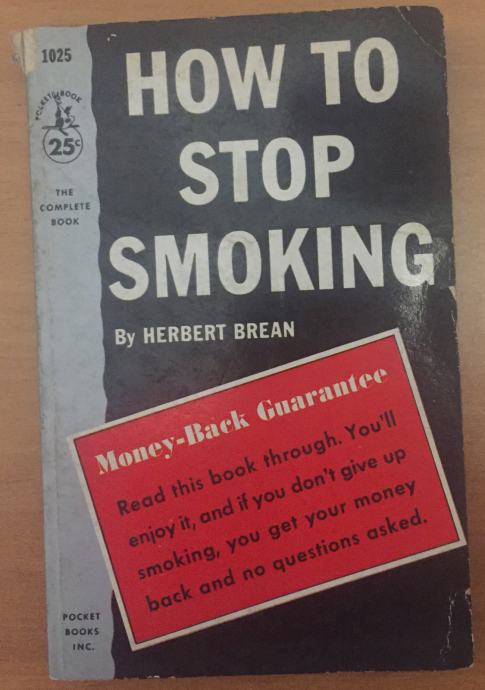 1025
POCKET BOOK
25¢
THE
COMPLETE
BOOK
HOW TO
STOP
SMOKING
By HERBERT BREAN
Money-Back Guarantee
Read this book through. You'll
enjoy it, and if you don't give up
smoking, you get your money
back and no questions asked.
POCKET
BOOKS
INC.